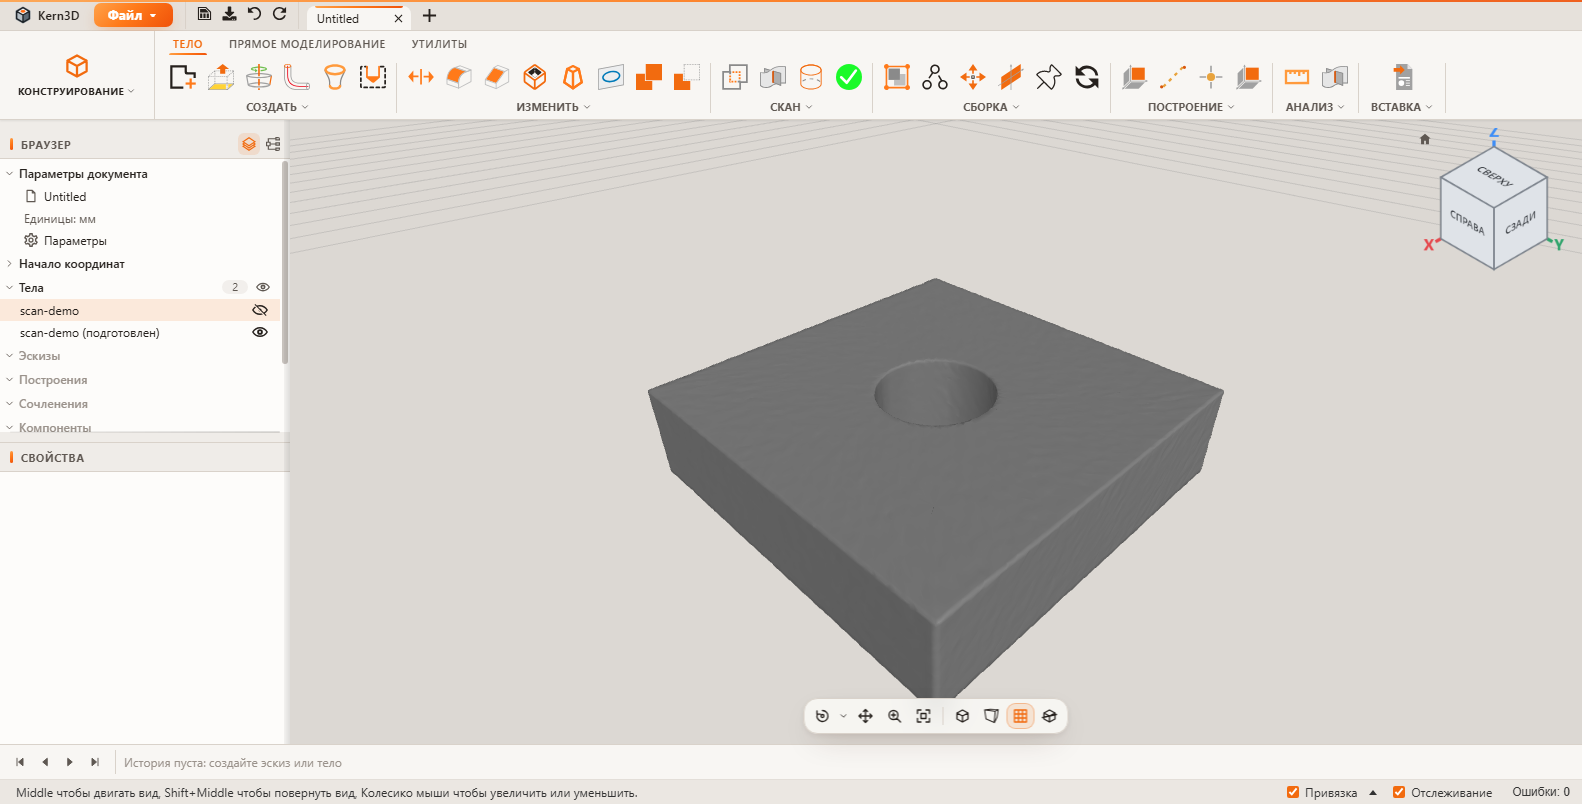 Kern3D
Файл
Untitled
КОНСТРУИРОВАНИЕ
ТЕЛО ПРЯМОЕ МОДЕЛИРОВАНИЕ УТИЛИТЫ
СОЗДАТЬ ИЗМЕНИТЬ СКАН СБОРКА ПОСТРОЕНИЕ АНАЛИЗ ВСТАВКА
БРАУЗЕР
Параметры документа
Untitled
Единицы: мм
Параметры
Начало координат
Тела 2
scan-demo
scan-demo (подготовлен)
Эскизы
Построения
Сочленения
Компоненты
СВОЙСТВА
Z
СВЕРХУ
СПРАВА СЗАДИ
X Y
История пуста: создайте эскиз или тело
Middle чтобы двигать вид, Shift+Middle чтобы повернуть вид, Колесико мыши чтобы увеличить или уменьшить.
Привязка Отслеживание Ошибки: 0